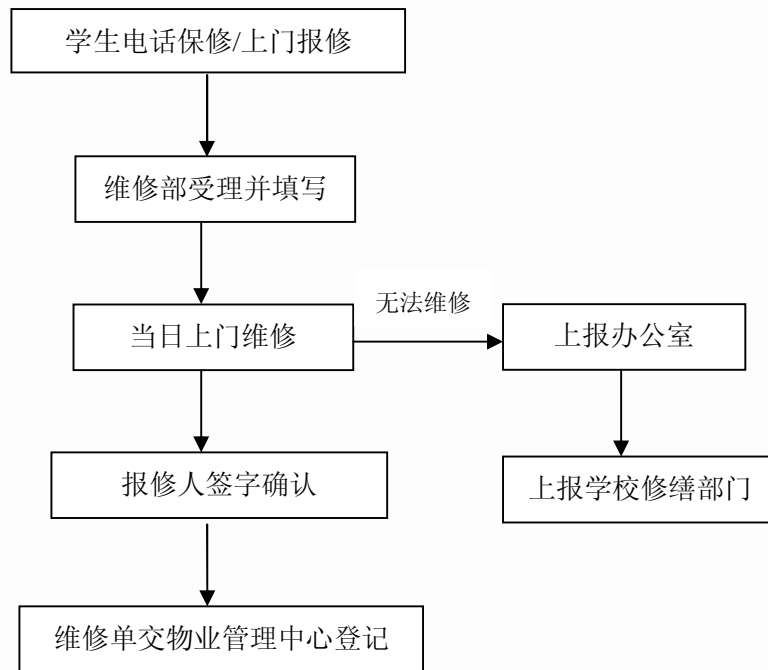 学生电话保修/上门报修
维修部受理并填写
无法维修
当日上门维修
上报办公室
报修人签字确认
上报学校修缮部门
维修单交物业管理中心登记